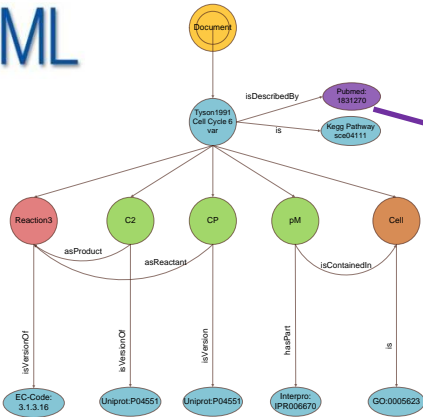 ML
Document
isDescribedBy
Pubmed:
1831270
Tyson1991
Cell Cycle 6
var
is
Kegg Pathway
sce04111
Reaction3
C2
CP
pM
Cell
asProduct
asReactant
isContainedIn
isVersionOf
isVersionOf
isVersion
hasPart
is
EC-Code:
3.1.3.16
Uniprot:P04551
Uniprot:P04551
Interpro:
IPR006670
GO:0005623